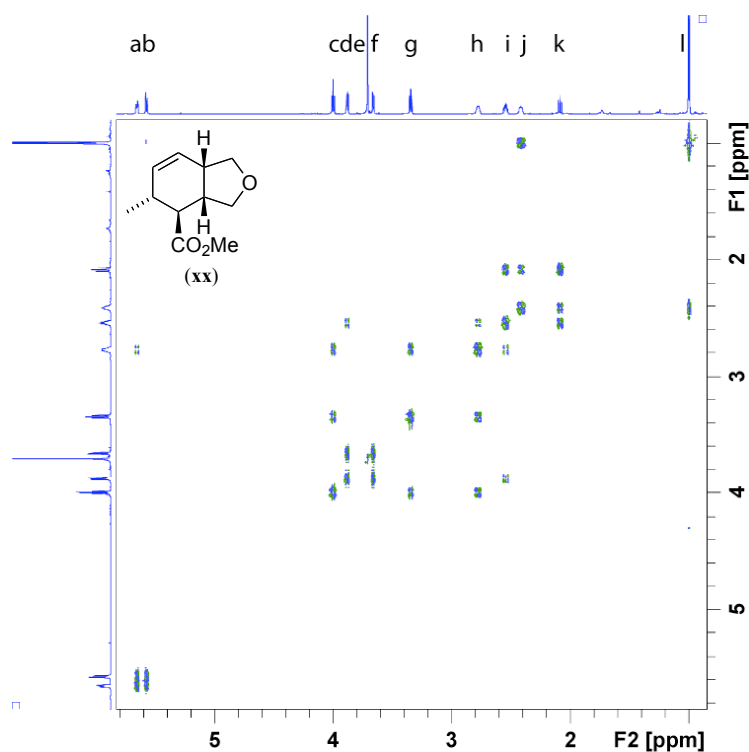 ab cde f g h i j k l
H
O
H
CO₂Me
(xx)
F1 [ppm]
2
3
4
5
5 4 3 2 F2 [ppm]